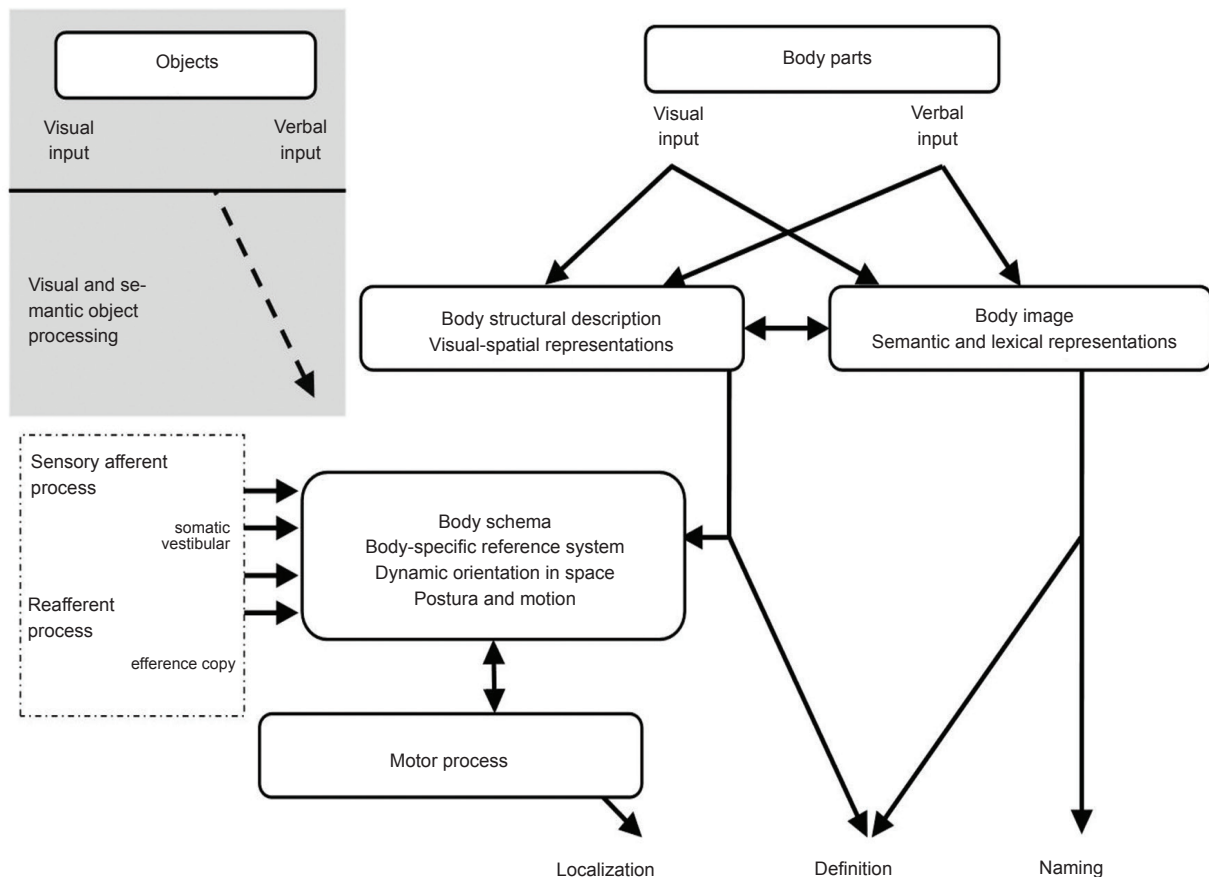 Objects
Visual
input
Verbal
input
Visual and se-
mantic object
processing
Body parts
Visual
input
Verbal
input
Body structural description
Visual-spatial representations
Body image
Semantic and lexical representations
Sensory afferent
process
somatic
vestibular
Reafferent
process
efference copy
Body schema
Body-specific reference system
Dynamic orientation in space
Postura and motion
Motor process
Localization
Definition
Naming